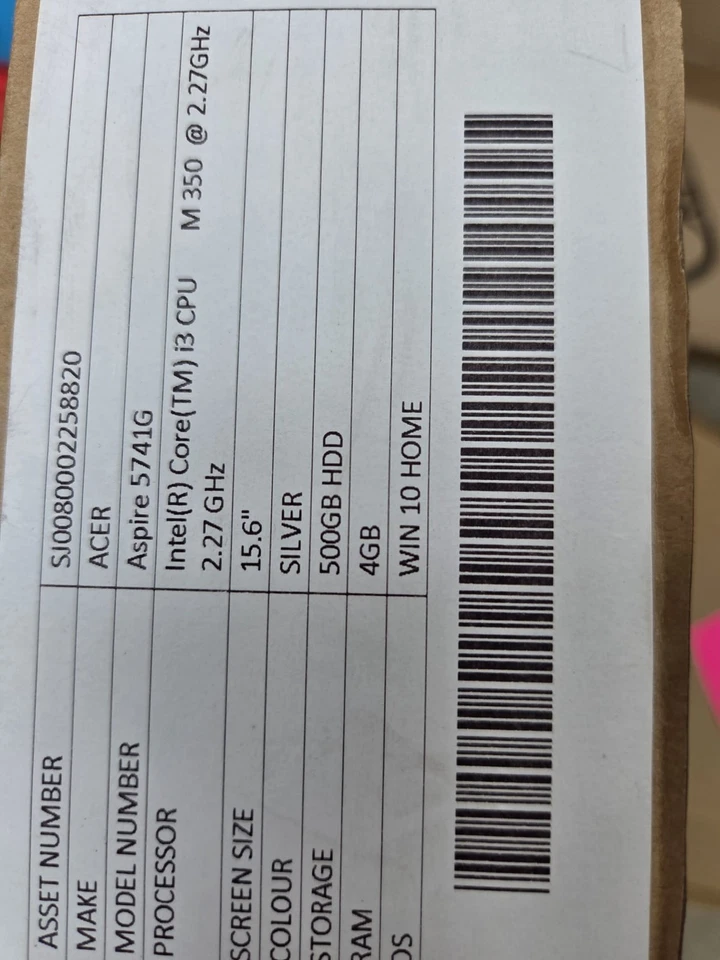 ASSET NUMBER SJ0080002258820
MAKE ACER
MODEL NUMBER Aspire 5741G
PROCESSOR Intel(R) Core(TM) i3 CPU M 350 @ 2.27GHz
2.27 GHz
SCREEN SIZE 15.6"
COLOUR SILVER
STORAGE 500GB HDD
RAM 4GB
OS WIN 10 HOME